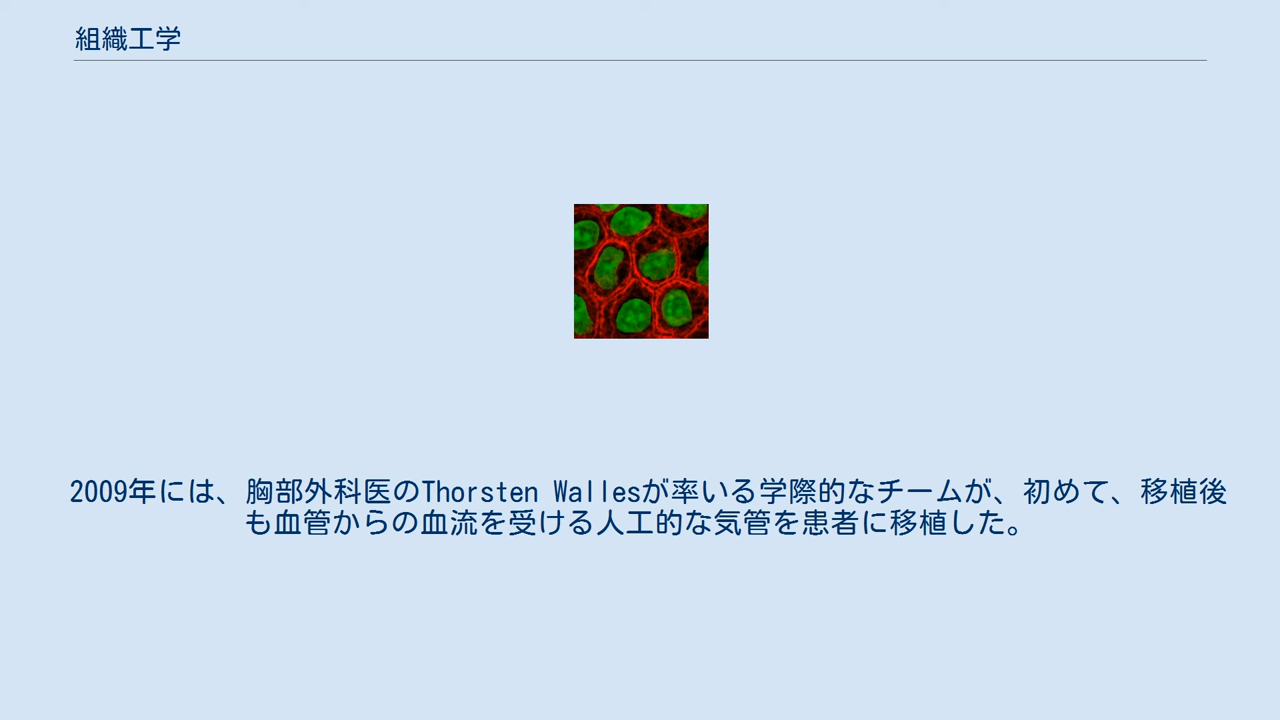 組織工学
2009年には、胸部外科医のThorsten Wallesが率いる学際的なチームが、初めて、移植後
も血管からの血流を受ける人工的な気管を患者に移植した。